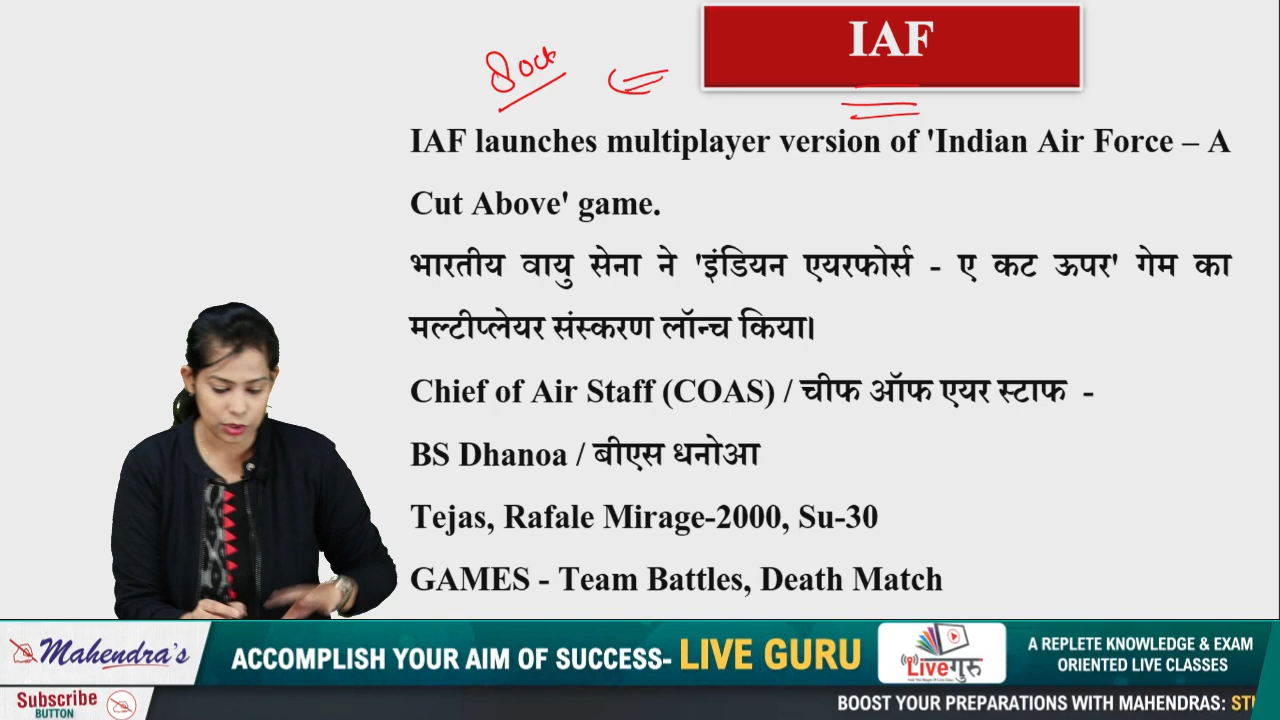 IAF
8 oct
IAF launches multiplayer version of 'Indian Air Force – A
Cut Above' game.
भारतीय वायु सेना ने 'इंडियन एयरफोर्स - ए कट ऊपर' गेम का
मल्टीप्लेयर संस्करण लॉन्च किया।
Chief of Air Staff (COAS) / चीफ ऑफ एयर स्टाफ -
BS Dhanoa / बीएस धनोआ
Tejas, Rafale Mirage-2000, Su-30
GAMES - Team Battles, Death Match
Mahendra's
ACCOMPLISH YOUR AIM OF SUCCESS- LIVE GURU
Liveगुरु
A REPLETE KNOWLEDGE & EXAM
ORIENTED LIVE CLASSES
Subscribe
BUTTON
BOOST YOUR PREPARATIONS WITH MAHENDRAS: